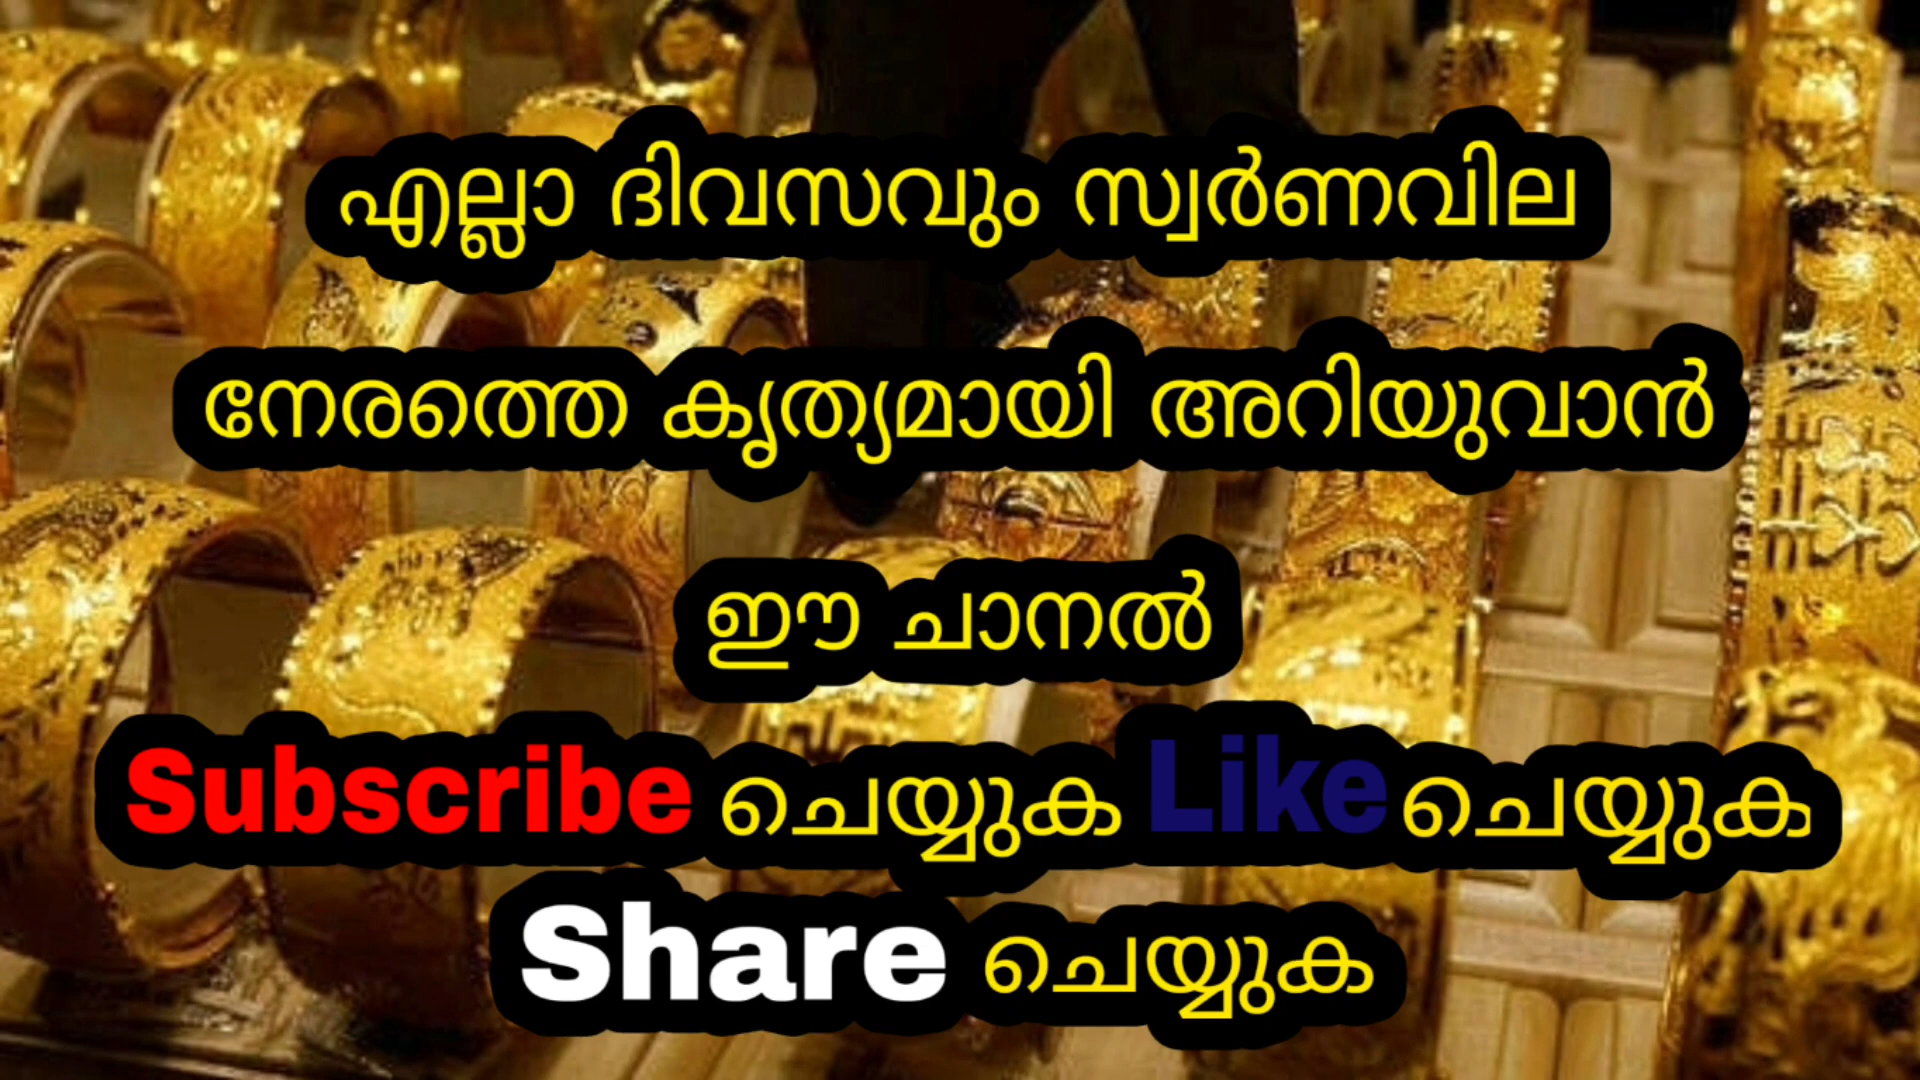 എല്ലാ ദിവസവും സ്വർണവില
നേരത്തെ കൃത്യമായി അറിയുവാൻ
ഈ ചാനൽ
Subscribe ചെയ്യുക Like ചെയ്യുക
Share ചെയ്യുക